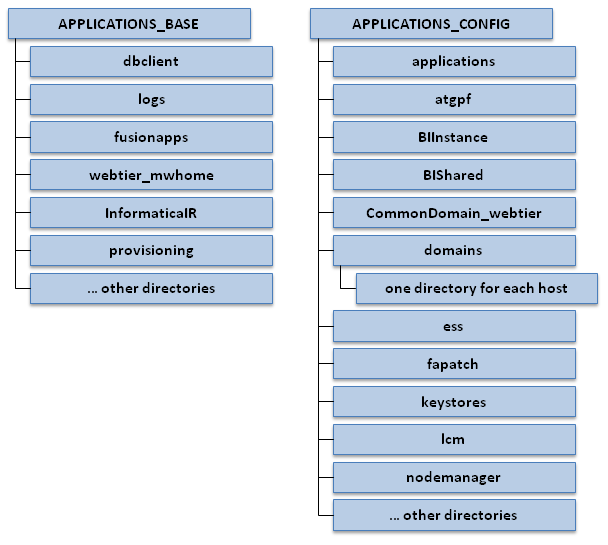 APPLICATIONS_BASE
dbclient
logs
fusionapps
webtier_mwhome
InformaticaIR
provisioning
... other directories
APPLICATIONS_CONFIG
applications
atgpf
BIInstance
BIShared
CommonDomain_webtier
domains
one directory for each host
ess
fapatch
keystores
lcm
nodemanager
... other directories